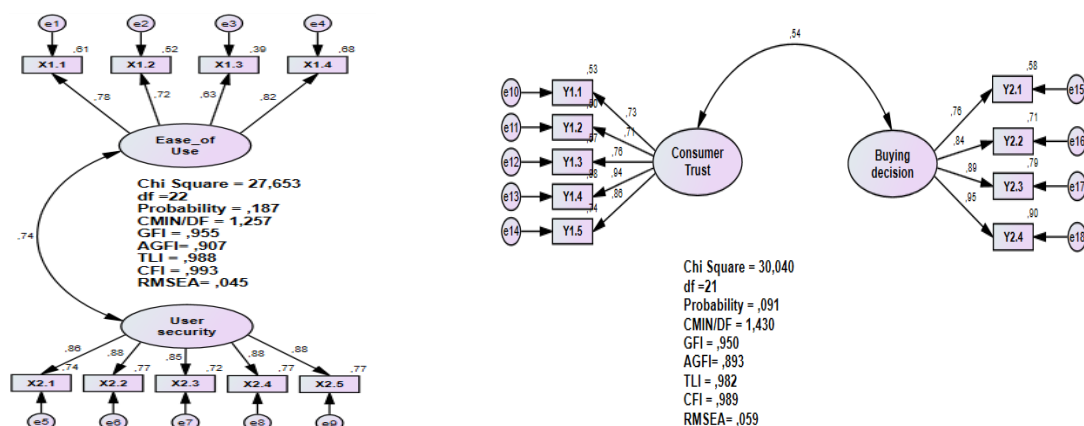 e1 e2 e3 e4
,61 ,52 ,39 ,68
X1.1 X1.2 X1.3 X1.4
,78 ,72 ,63 ,82
Ease_of
Use
Chi Square = 27,653
df =22
Probability = ,187
CMIN/DF = 1,257
GFI = ,955
AGFI= ,907
TLI = ,988
CFI = ,993
RMSEA= ,045
,74
User
security
,86 ,88 ,85 ,88 ,88
,74 ,77 ,72 ,77 ,77
X2.1 X2.2 X2.3 X2.4 X2.5
e5 e6 e7 e8 e9
,54
,53
e10 Y1.1 ,73
e11 Y1.2 ,71
,57
e12 Y1.3 ,76
,88
e13 Y1.4 ,94
,74
e14 Y1.5 ,86
Consumer
Trust
Buying
decision
,58
,76 Y2.1 e15
,71
,84 Y2.2 e16
,79
,89 Y2.3 e17
,90
,95 Y2.4 e18
Chi Square = 30,040
df =21
Probability = ,091
CMIN/DF = 1,430
GFI = ,950
AGFI= ,893
TLI = ,982
CFI = ,989
RMSEA= ,059